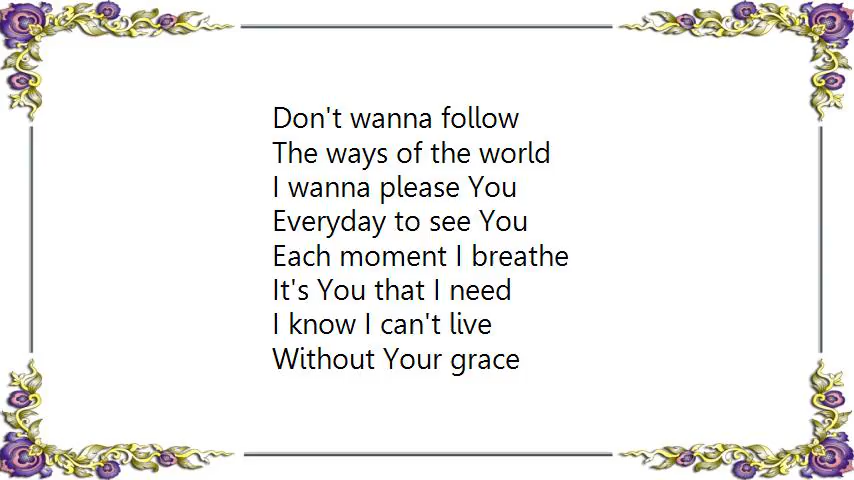 Don't wanna follow
The ways of the world
I wanna please You
Everyday to see You
Each moment I breathe
It's You that I need
I know I can't live
Without Your grace